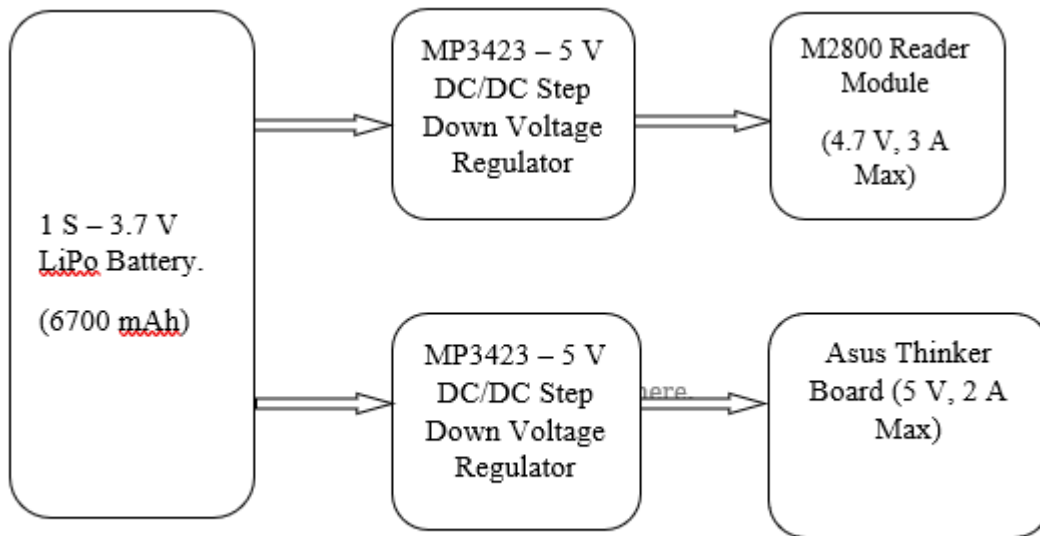 1 S – 3.7 V
LiPo Battery.
(6700 mAh)
MP3423 – 5 V
DC/DC Step
Down Voltage
Regulator
M2800 Reader
Module
(4.7 V, 3 A
Max)
MP3423 – 5 V
DC/DC Step
Down Voltage
Regulator
here.
Asus Thinker
Board (5 V, 2 A
Max)